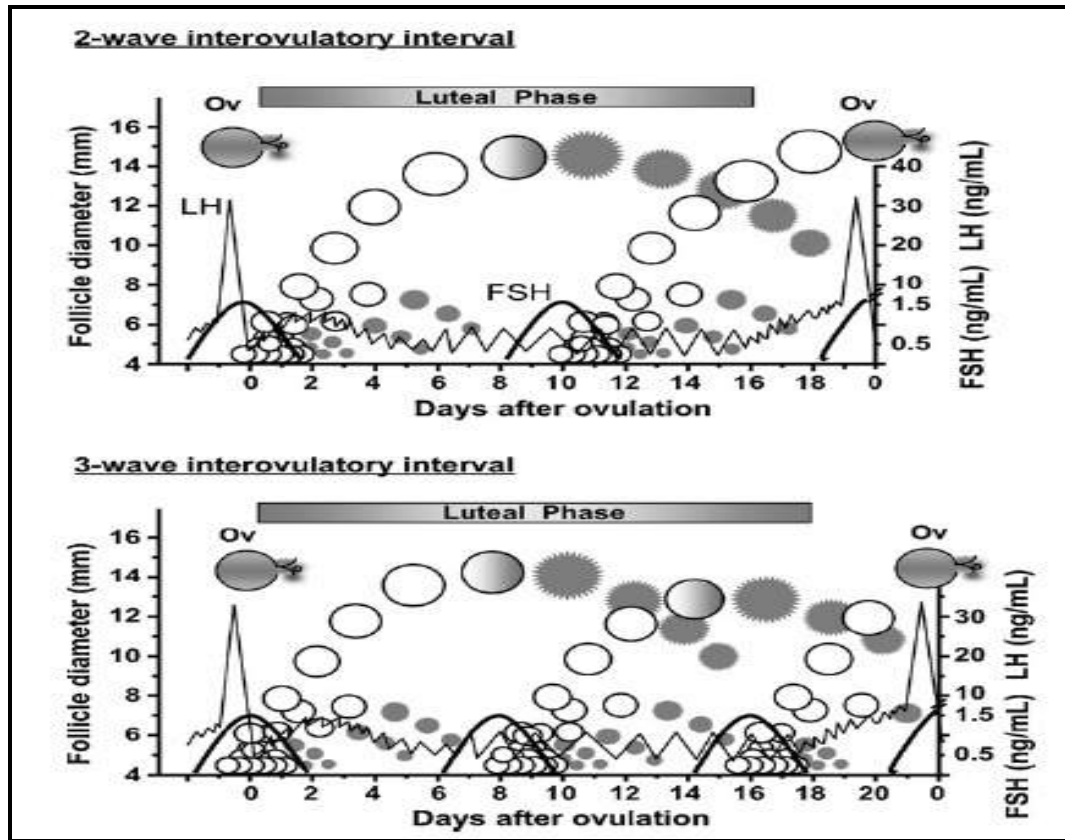 2-wave interovulatory interval
Luteal Phase
Ov
Ov
16
14
12
10
8
6
4
Follicle diameter (mm)
LH
FSH
40
30
20
10
1.5
0.5
FSH (ng/mL) LH (ng/mL)
0 2 4 6 8 10 12 14 16 18 0
Days after ovulation
3-wave interovulatory interval
Luteal Phase
Ov
Ov
16
14
12
10
8
6
4
Follicle diameter (mm)
30
20
10
1.5
0.5
FSH (ng/mL) LH (ng/mL)
0 2 4 6 8 10 12 14 16 18 20 0
Days after ovulation